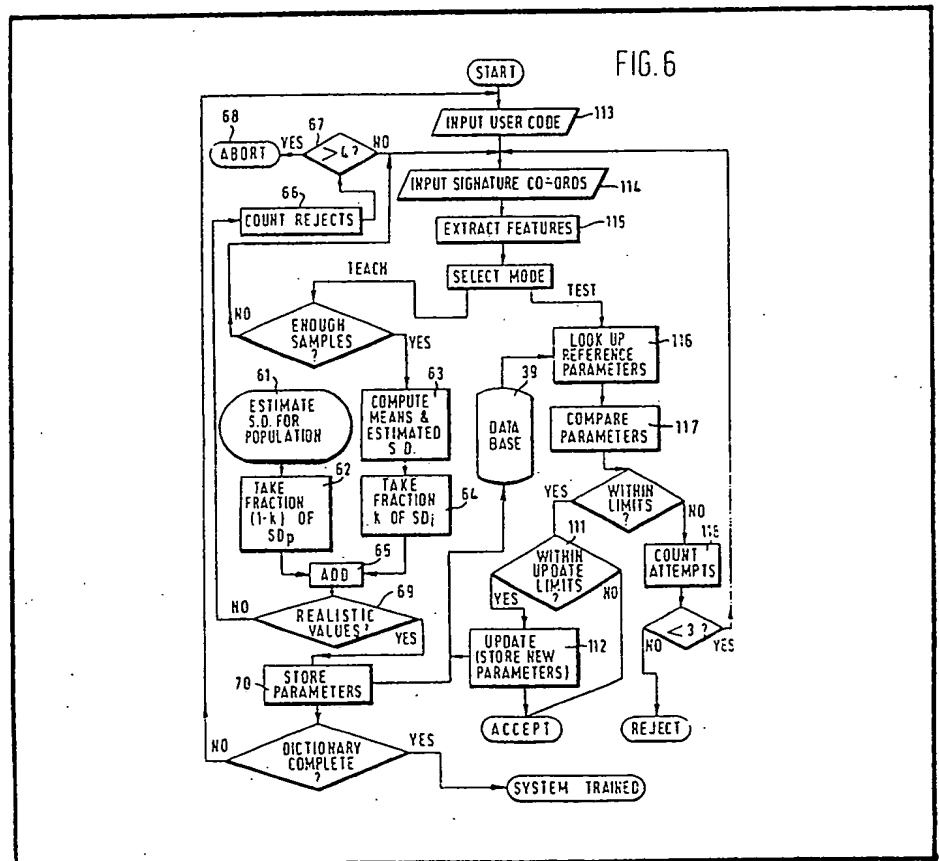 FIG. 6
START
INPUT USER CODE
113
68
67
YES
> 4 ?
NO
ABORT
INPUT SIGNATURE CO-ORDS
114
66
COUNT REJECTS
EXTRACT FEATURES
115
TEACH
SELECT MODE
TEST
NO
ENOUGH
SAMPLES
?
YES
LOOK UP
REFERENCE
PARAMETERS
116
61
63
39
ESTIMATE
S.D. FOR
POPULATION
COMPUTE
MEANS &
ESTIMATED
S D.
DATA
BASE
COMPARE
PARAMETERS
117
62
TAKE
FRACTION
(1-k) OF
SDp
TAKE
FRACTION
K OF SDi
64
YES
WITHIN
LIMITS
?
NO
111
118
65
ADD
WITHIN
UPDATE
LIMITS
?
COUNT
ATTEMPTS
69
NO
REALISTIC
VALUES?
YES
YES
NO
< 3 ?
NO
YES
70
STORE
PARAMETERS
UPDATE
(STORE NEW
PARAMETERS)
112
ACCEPT
REJECT
NO
DICTIONARY
COMPLETE
?
YES
SYSTEM TRAINED